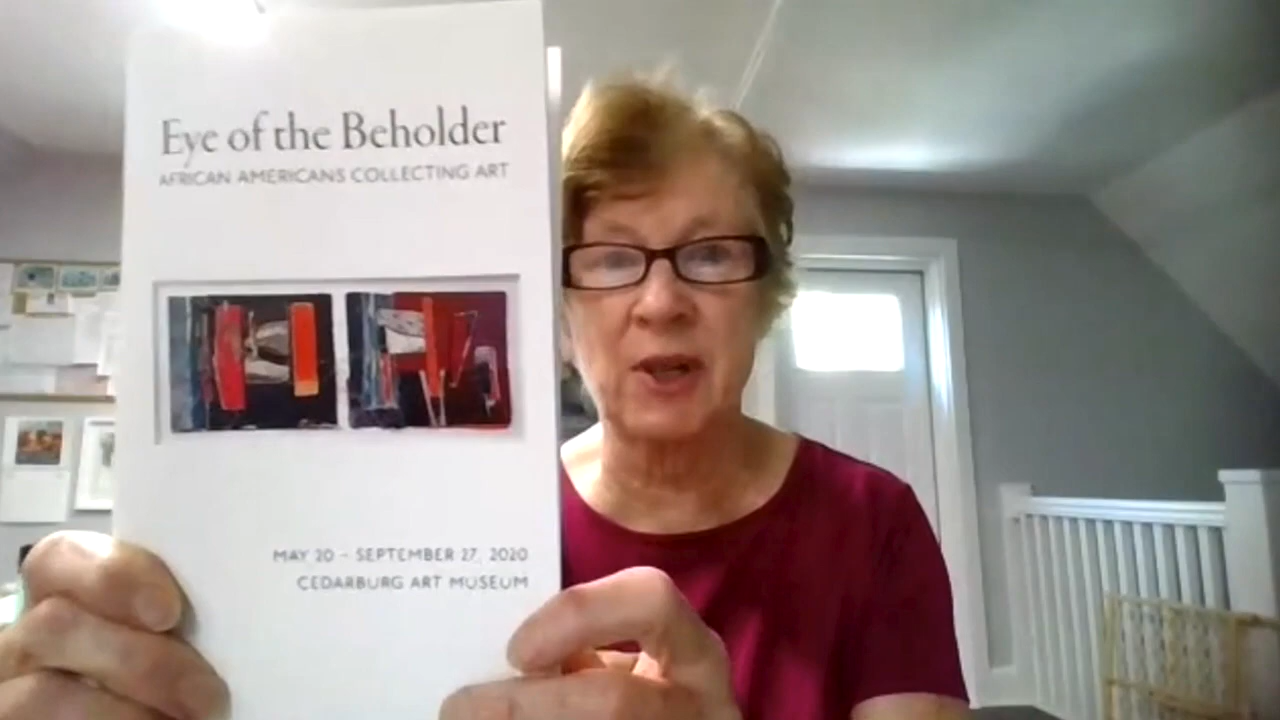 Eye of the Beholder
AFRICAN AMERICANS COLLECTING ART
MAY 20 – SEPTEMBER 27, 2020
CEDARBURG ART MUSEUM